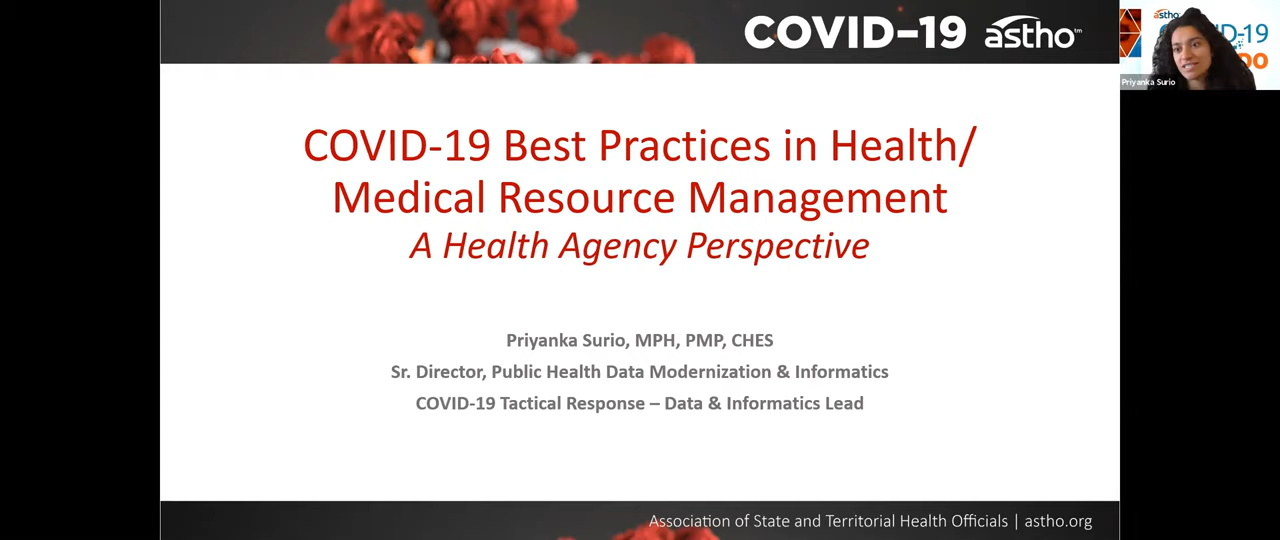 COVID-19 astho™
COVID-19 Best Practices in Health/
Medical Resource Management
A Health Agency Perspective
Priyanka Surio, MPH, PMP, CHES
Sr. Director, Public Health Data Modernization & Informatics
COVID-19 Tactical Response – Data & Informatics Lead
Association of State and Territorial Health Officials | astho.org
astho
Priyanka Surio